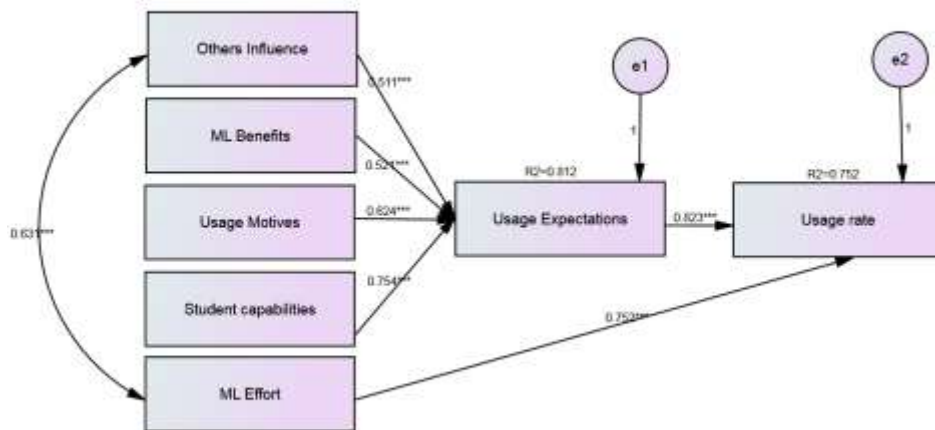 Others Influence
e1
e2
0.511***
ML Benefits
1
1
0.521***
R2=0.812
R2=0.752
Usage Motives
0.624***
Usage Expectations
0.823***
Usage rate
0.631***
0.754***
Student capabilities
0.752***
ML Effort